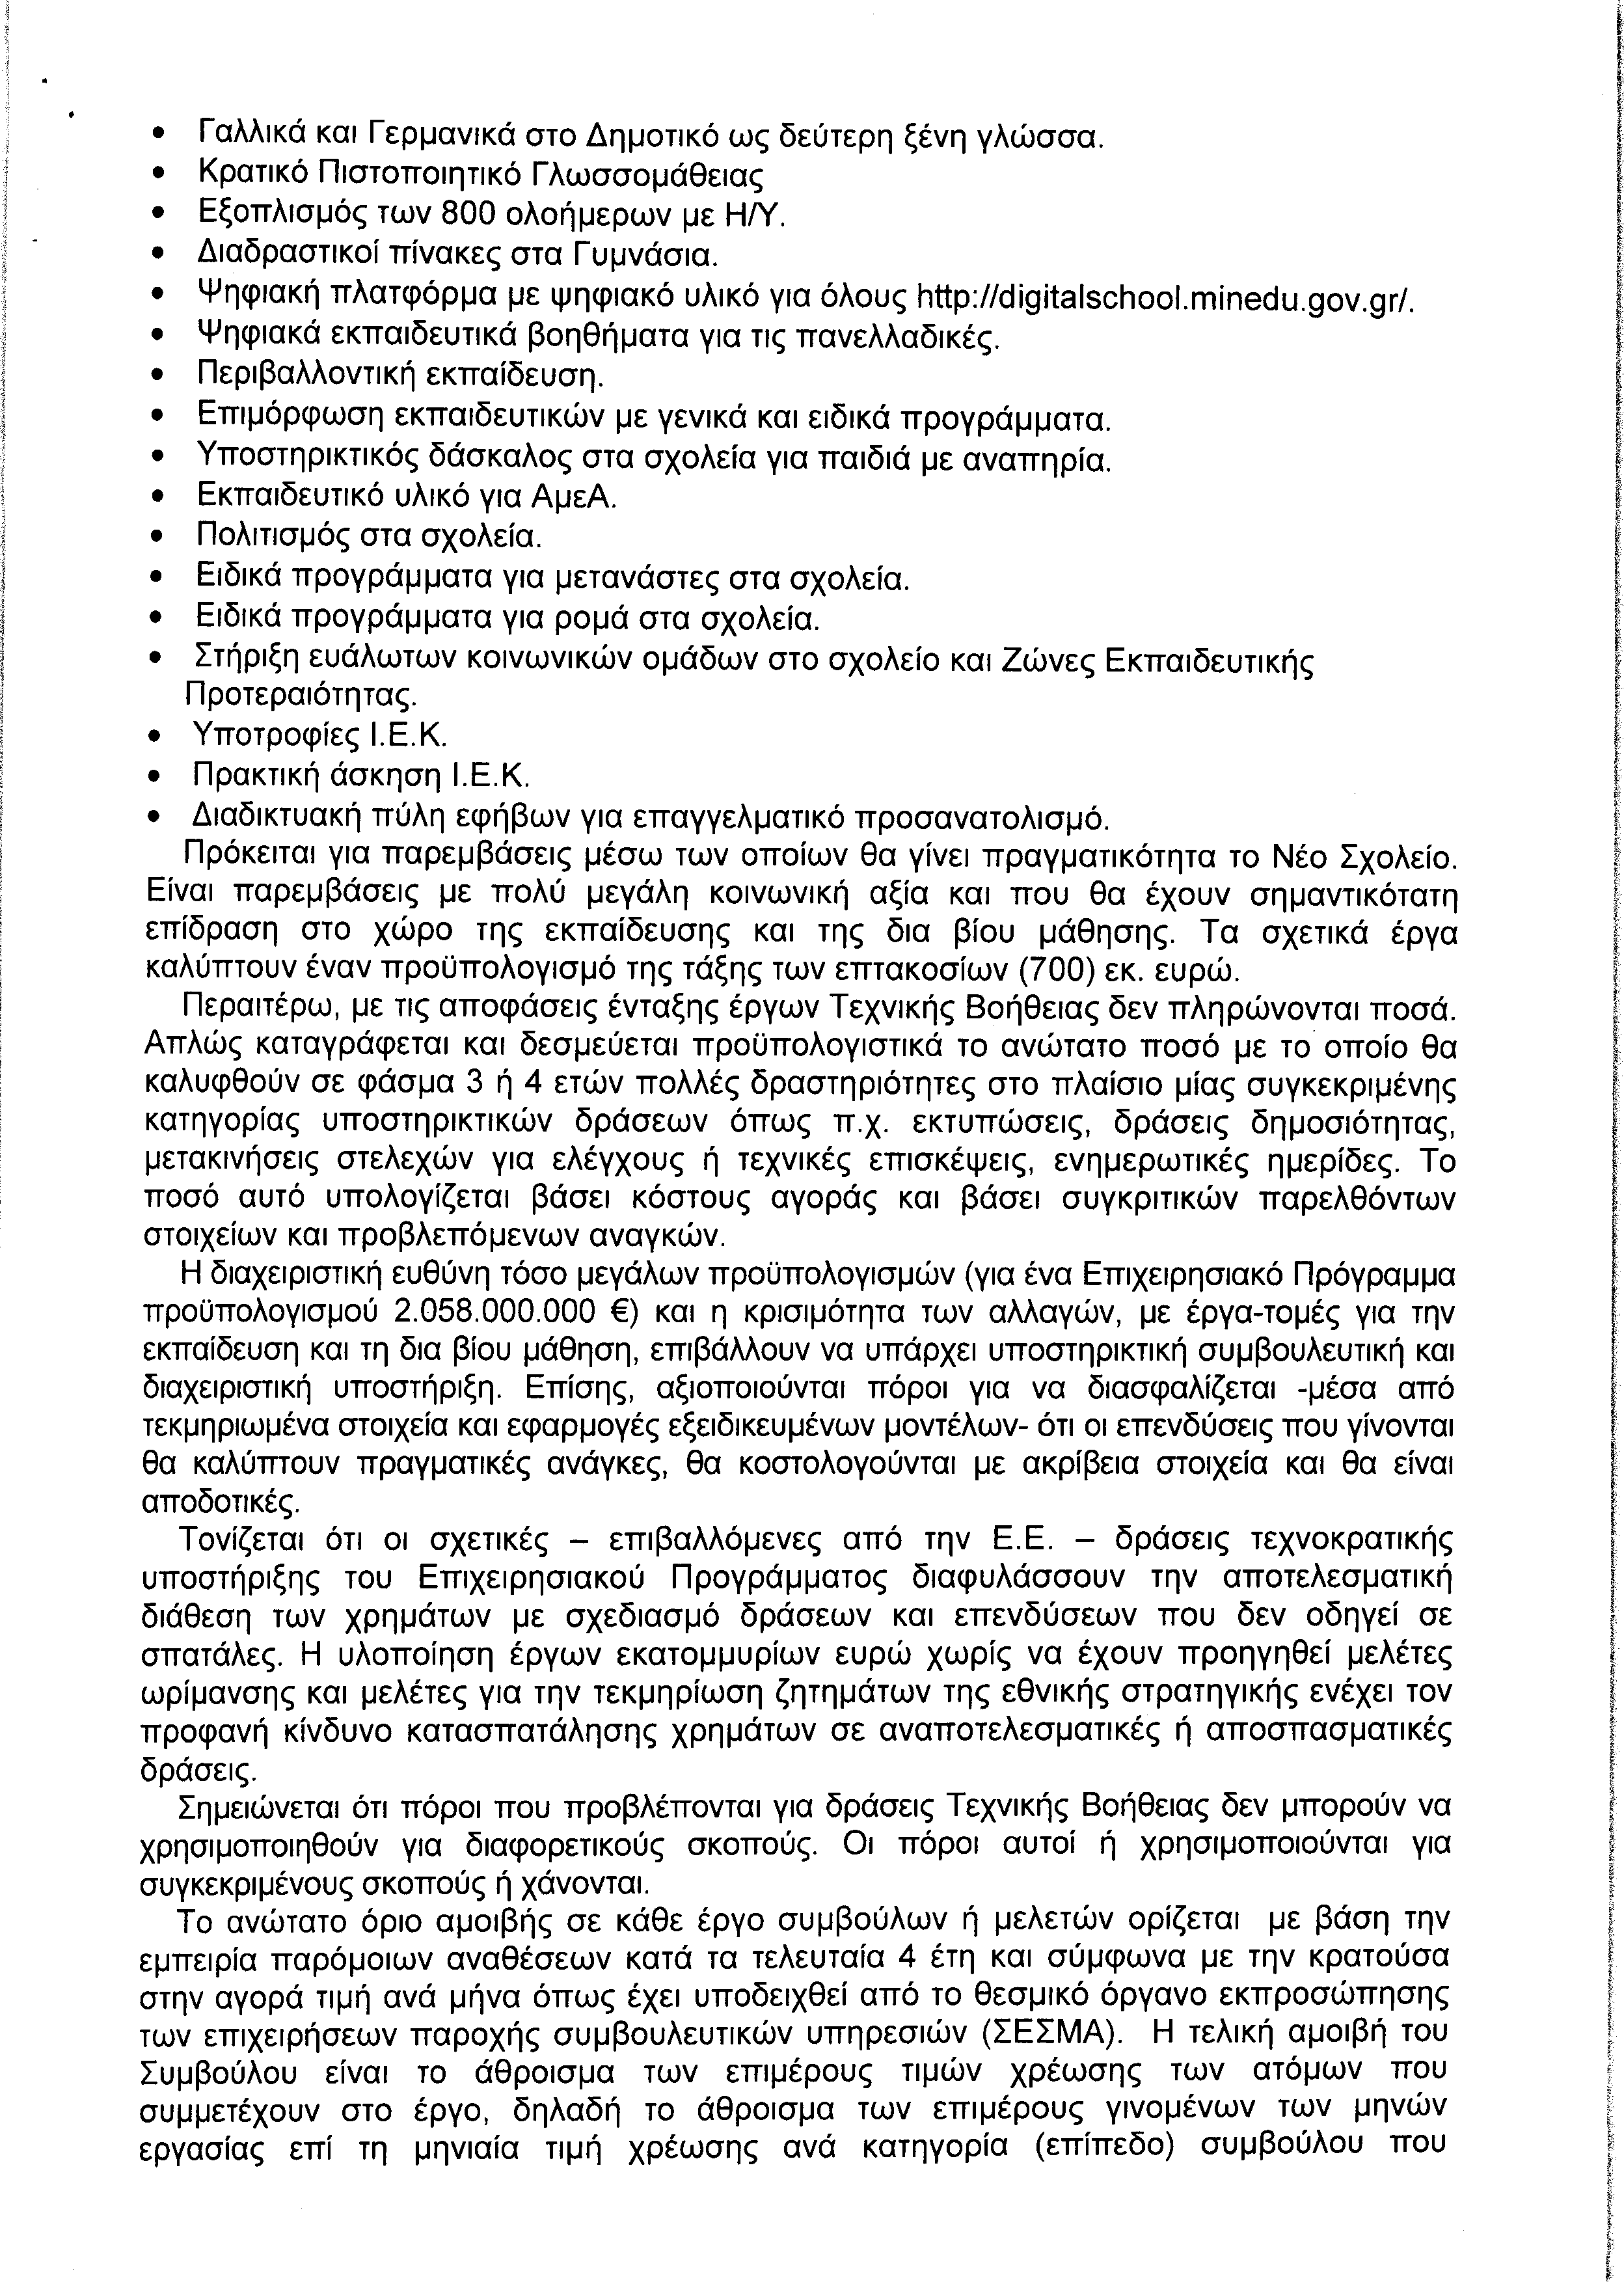 • Γαλλικά και Γερμανικά στο Δημοτικό ως δεύτερη ξένη γλώσσα.
• Κρατικό Πιστοποιητικό Γλωσσομάθειας
• Εξοπλισμός των 800 ολοήμερων με Η/Υ.
• Διαδραστικοί πίνακες στα Γυμνάσια.
• Ψηφιακή πλατφόρμα με ψηφιακό υλικό για όλους http://digitalschool.minedu.gov.gr/.
• Ψηφιακά εκπαιδευτικά βοηθήματα για τις πανελλαδικές.
• Περιβαλλοντική εκπαίδευση.
• Επιμόρφωση εκπαιδευτικών με γενικά και ειδικά προγράμματα.
• Υποστηρικτικός δάσκαλος στα σχολεία για παιδιά με αναπηρία.
• Εκπαιδευτικό υλικό για ΑμεΑ.
• Πολιτισμός στα σχολεία.
• Ειδικά προγράμματα για μετανάστες στα σχολεία.
• Ειδικά προγράμματα για ρομά στα σχολεία.
• Στήριξη ευάλωτων κοινωνικών ομάδων στο σχολείο και Ζώνες Εκπαιδευτικής
Προτεραιότητας.
• Υποτροφίες Ι.Ε.Κ.
• Πρακτική άσκηση Ι.Ε.Κ.
• Διαδικτυακή πύλη εφήβων για επαγγελματικό προσανατολισμό.
Πρόκειται για παρεμβάσεις μέσω των οποίων θα γίνει πραγματικότητα το Νέο Σχολείο.
Είναι παρεμβάσεις με πολύ μεγάλη κοινωνική αξία και που θα έχουν σημαντικότατη
επίδραση στο χώρο της εκπαίδευσης και της δια βίου μάθησης. Τα σχετικά έργα
καλύπτουν έναν προϋπολογισμό της τάξης των επτακοσίων (700) εκ. ευρώ.
Περαιτέρω, με τις αποφάσεις ένταξης έργων Τεχνικής Βοήθειας δεν πληρώνονται ποσά.
Απλώς καταγράφεται και δεσμεύεται προϋπολογιστικά το ανώτατο ποσό με το οποίο θα
καλυφθούν σε φάσμα 3 ή 4 ετών πολλές δραστηριότητες στο πλαίσιο μίας συγκεκριμένης
κατηγορίας υποστηρικτικών δράσεων όπως π.χ. εκτυπώσεις, δράσεις δημοσιότητας,
μετακινήσεις στελεχών για ελέγχους ή τεχνικές επισκέψεις, ενημερωτικές ημερίδες. Το
ποσό αυτό υπολογίζεται βάσει κόστους αγοράς και βάσει συγκριτικών παρελθόντων
στοιχείων και προβλεπόμενων αναγκών.
Η διαχειριστική ευθύνη τόσο μεγάλων προϋπολογισμών (για ένα Επιχειρησιακό Πρόγραμμα
προϋπολογισμού 2.058.000.000 €) και η κρισιμότητα των αλλαγών, με έργα-τομές για την
εκπαίδευση και τη δια βίου μάθηση, επιβάλλουν να υπάρχει υποστηρικτική συμβουλευτική και
διαχειριστική υποστήριξη. Επίσης, αξιοποιούνται πόροι για να διασφαλίζεται -μέσα από
τεκμηριωμένα στοιχεία και εφαρμογές εξειδικευμένων μοντέλων- ότι οι επενδύσεις που γίνονται
θα καλύπτουν πραγματικές ανάγκες, θα κοστολογούνται με ακρίβεια στοιχεία και θα είναι
αποδοτικές.
Τονίζεται ότι οι σχετικές – επιβαλλόμενες από την Ε.Ε. – δράσεις τεχνοκρατικής
υποστήριξης του Επιχειρησιακού Προγράμματος διαφυλάσσουν την αποτελεσματική
διάθεση των χρημάτων με σχεδιασμό δράσεων και επενδύσεων που δεν οδηγεί σε
σπατάλες. Η υλοποίηση έργων εκατομμυρίων ευρώ χωρίς να έχουν προηγηθεί μελέτες
ωρίμανσης και μελέτες για την τεκμηρίωση ζητημάτων της εθνικής στρατηγικής ενέχει τον
προφανή κίνδυνο κατασπατάλησης χρημάτων σε αναποτελεσματικές ή αποσπασματικές
δράσεις.
Σημειώνεται ότι πόροι που προβλέπονται για δράσεις Τεχνικής Βοήθειας δεν μπορούν να
χρησιμοποιηθούν για διαφορετικούς σκοπούς. Οι πόροι αυτοί ή χρησιμοποιούνται για
συγκεκριμένους σκοπούς ή χάνονται.
Το ανώτατο όριο αμοιβής σε κάθε έργο συμβούλων ή μελετών ορίζεται με βάση την
εμπειρία παρόμοιων αναθέσεων κατά τα τελευταία 4 έτη και σύμφωνα με την κρατούσα
στην αγορά τιμή ανά μήνα όπως έχει υποδειχθεί από το θεσμικό όργανο εκπροσώπησης
των επιχειρήσεων παροχής συμβουλευτικών υπηρεσιών (ΣΕΣΜΑ). Η τελική αμοιβή του
Συμβούλου είναι το άθροισμα των επιμέρους τιμών χρέωσης των ατόμων που
συμμετέχουν στο έργο, δηλαδή το άθροισμα των επιμέρους γινομένων των μηνών
εργασίας επί τη μηνιαία τιμή χρέωσης ανά κατηγορία (επίπεδο) συμβούλου που